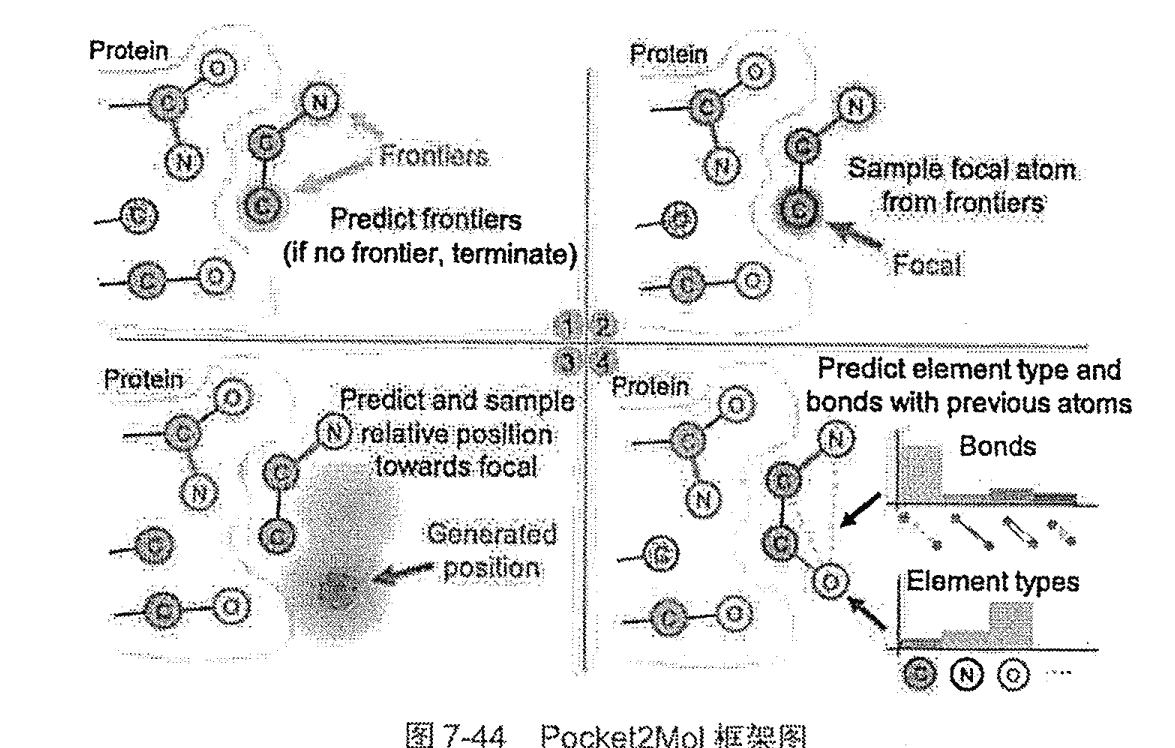 Protein
O
C
N
N
C
Frontiers
C
C
Predict frontiers
(if no frontier, terminate)
C
O
Protein
O
C
N
N
C
Sample focal atom
from frontiers
C
C
Focal
C
O
1 2
3 4
Protein
O
C
N
Predict and sample
relative position
towards focal
N
C
C
C
Generated
position
C
O
Protein
O
C
N
N
C
C
C
O
C
O
Predict element type and
bonds with previous atoms
Bonds
Element types
C N O ....
图 7-44 Pocket2Mol 框架图